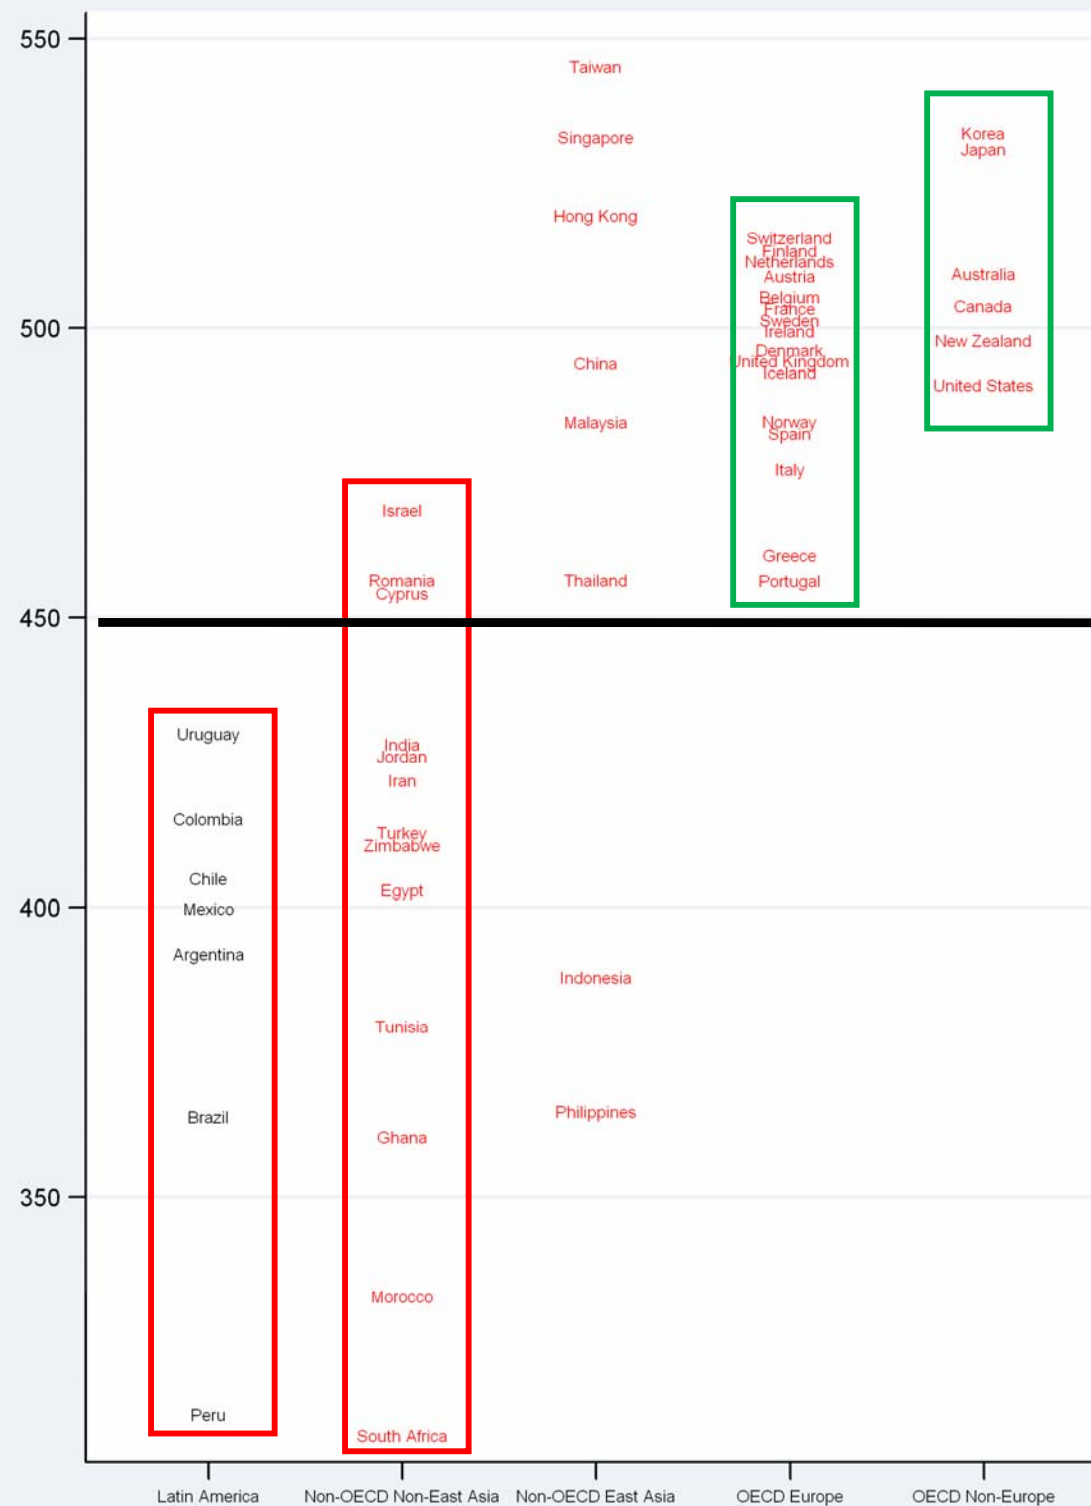 550
Taiwan
Korea
Singapore
Japan
Hong Kong
Switzerland
Finland
Netherlands
Austria
Australia
Belgium
France
Canada
Sweden
500
Ireland
New Zealand
Denmark
United Kingdom
China
Iceland
United States
Malaysia
Norway
Spain
Italy
Israel
Greece
Romania
Thailand
Portugal
Cyprus
450
Uruguay
India
Jordan
Iran
Colombia
Turkey
Zimbabwe
Chile
Egypt
400
Mexico
Argentina
Indonesia
Tunisia
Brazil
Philippines
Ghana
350
Morocco
Peru
South Africa
Latin America Non-OECD Non-East Asia Non-OECD East Asia OECD Europe OECD Non-Europe